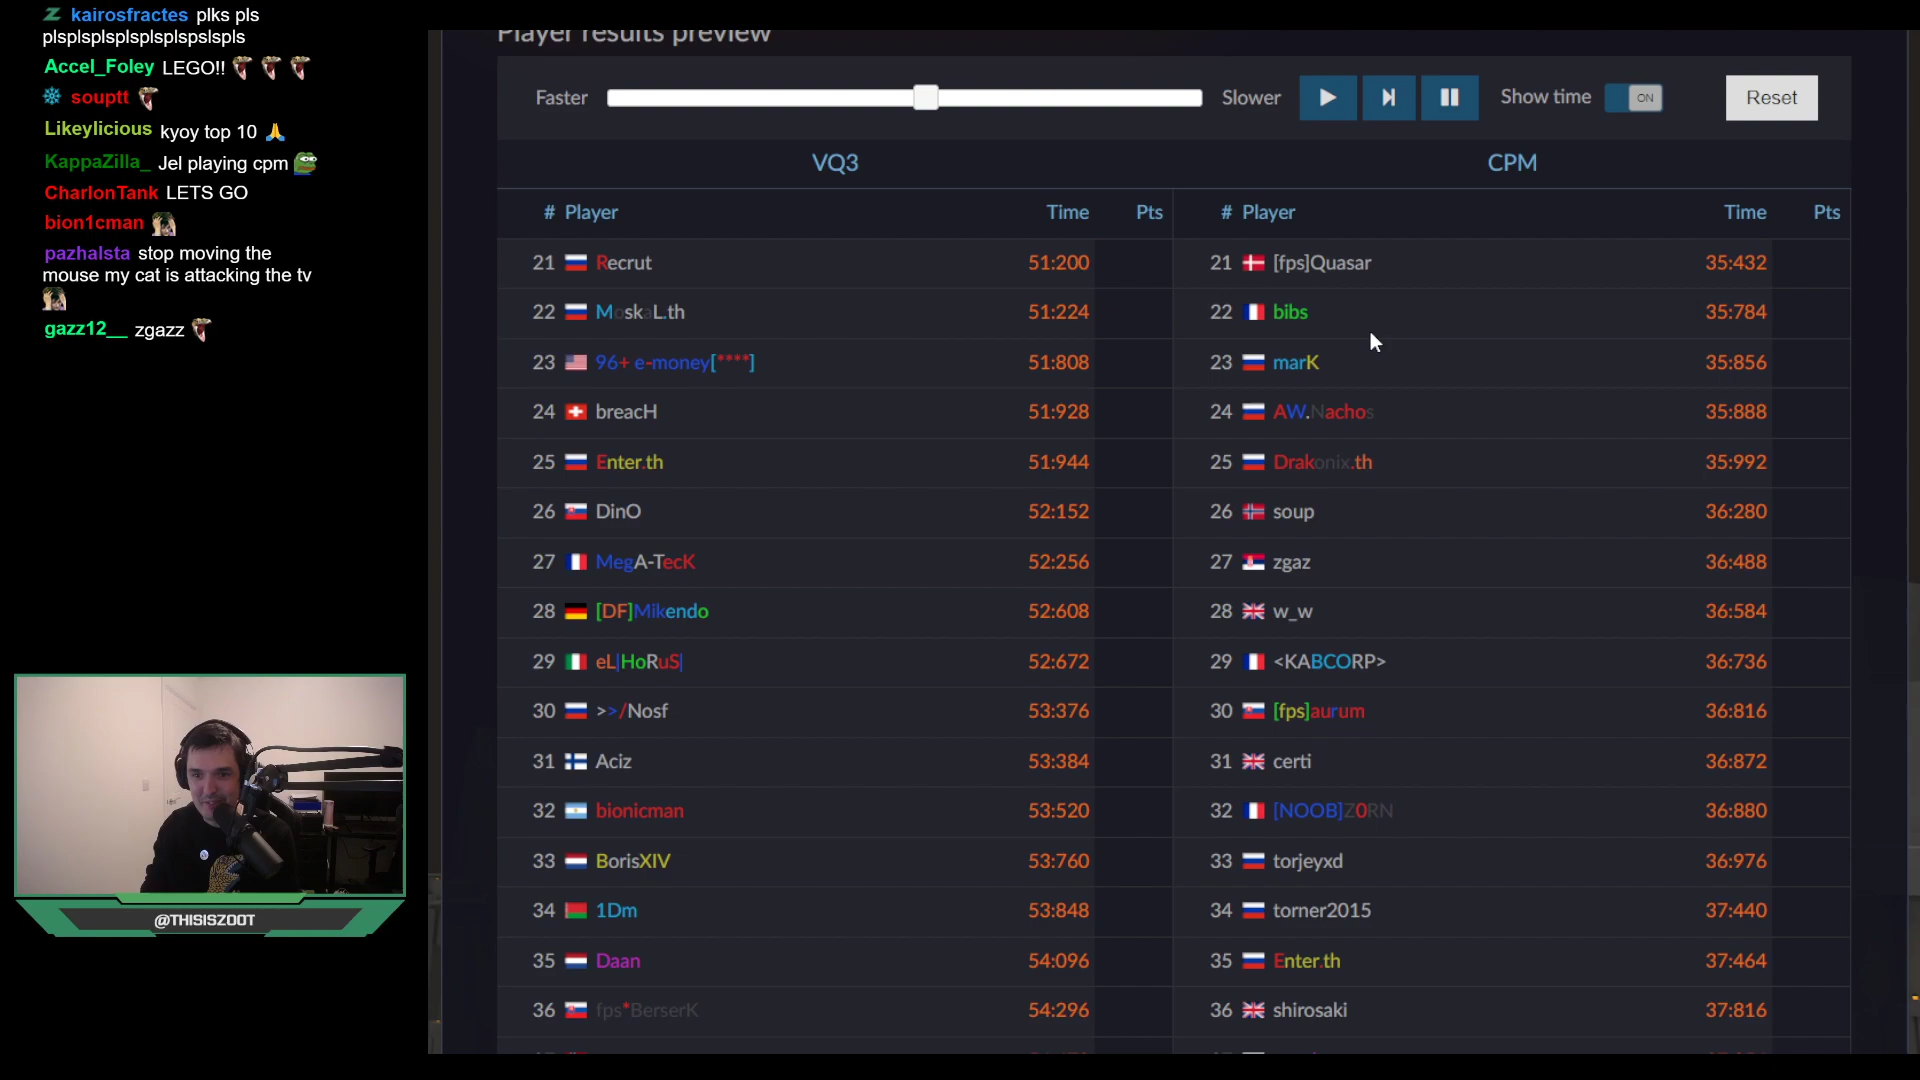 kairosfractes plks pls
plsplsplsplsplsplspslspls
Accel_Foley LEGO!!
souptt
Likeylicious kyoy top 10
KappaZilla_ Jel playing cpm
CharlonTank LETS GO
bion1cman
pazhalsta stop moving the
mouse my cat is attacking the tv
gazz12__ zgazz
@THISISZOOT
Player results preview
Faster Slower Show time ON Reset
VQ3 CPM
# Player Time Pts # Player Time Pts
21 Recrut 51:200 21 [fps]Quasar 35:432
22 MoskaL.th 51:224 22 bibs 35:784
23 96+ e-money[****] 51:808 23 marK 35:856
24 breacH 51:928 24 AW.Nachos 35:888
25 Enter.th 51:944 25 Drakonix.th 35:992
26 DinO 52:152 26 soup 36:280
27 MegA-TecK 52:256 27 zgaz 36:488
28 [DF]Mikendo 52:608 28 w_w 36:584
29 eL|HoRuS| 52:672 29 <KABCORP> 36:736
30 >>/Nosf 53:376 30 [fps]aurum 36:816
31 Aciz 53:384 31 certi 36:872
32 bionicman 53:520 32 [NOOB]Z0RN 36:880
33 BorisXIV 53:760 33 torjeyxd 36:976
34 1Dm 53:848 34 torner2015 37:440
35 Daan 54:096 35 Enter.th 37:464
36 fps*BerserK 54:296 36 shirosaki 37:816